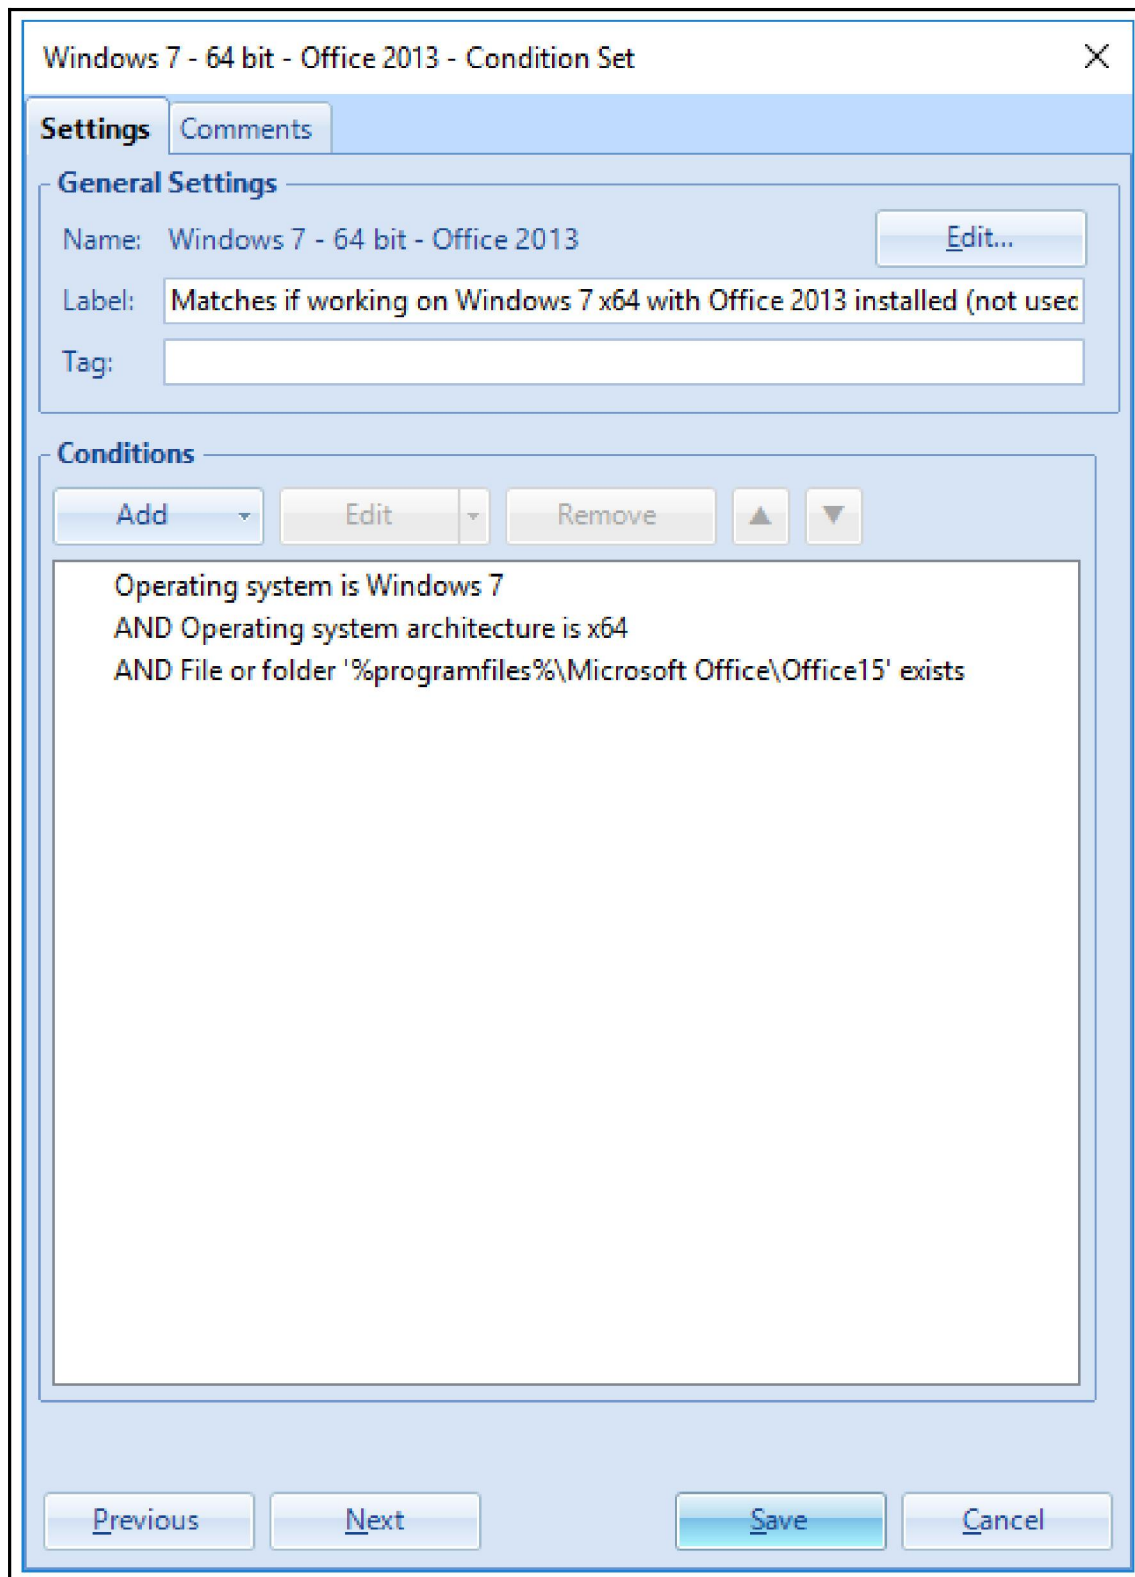 Windows 7 - 64 bit - Office 2013 - Condition Set
Settings Comments
General Settings
Name: Windows 7 - 64 bit - Office 2013 Edit...
Label: Matches if working on Windows 7 x64 with Office 2013 installed (not used
Tag:
Conditions
Add Edit Remove
Operating system is Windows 7
AND Operating system architecture is x64
AND File or folder '%programfiles%\Microsoft Office\Office15' exists
Previous Next Save Cancel